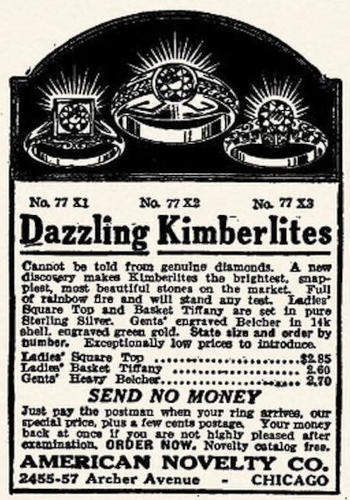 No. 77 X1 No. 77 X2 No. 77 X3
Dazzling Kimberlites
Cannot be told from genuine diamonds. A new
discovery makes Kimberlites the brightest, snap-
piest, most beautiful stones on the market. Full
of rainbow fire and will stand any test. Ladies'
Square Top and Basket Tiffany are set in pure
Sterling Silver. Gents' engraved Belcher in 14k
shell, engraved green gold. State size and order by
number. Exceptionally low prices to introduce.
Ladies' Square Top ..........................$2.85
Ladies' Basket Tiffany ........................ 2.60
Gents' Heavy Belcher........................ 2.70
SEND NO MONEY
Just pay the postman when your ring arrives, our
special price, plus a few cents postage. Your money
back at once if you are not highly pleased after
examination. ORDER NOW. Novelty catalog free.
AMERICAN NOVELTY CO.
2455-57 Archer Avenue - CHICAGO